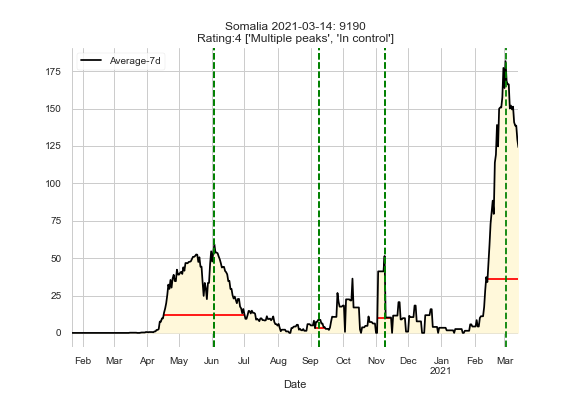 Somalia 2021-03-14: 9190
Rating:4 ['Multiple peaks', 'In control']
Average-7d
175
150
125
100
75
50
25
0
Feb Mar Apr May Jun Jul Aug Sep Oct Nov Dec Jan Feb Mar
2021
Date